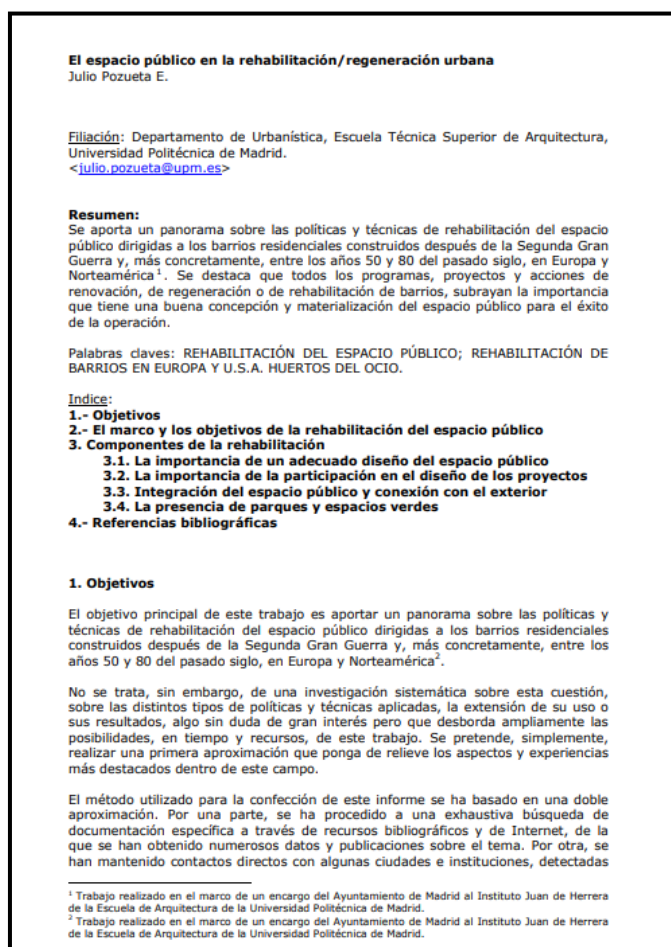 El espacio público en la rehabilitación/regeneración urbana
Julio Pozueta E.
Filiación: Departamento de Urbanística, Escuela Técnica Superior de Arquitectura,
Universidad Politécnica de Madrid.
<julio.pozueta@upm.es>
Resumen:
Se aporta un panorama sobre las políticas y técnicas de rehabilitación del espacio
público dirigidas a los barrios residenciales construidos después de la Segunda Gran
Guerra y, más concretamente, entre los años 50 y 80 del pasado siglo, en Europa y
Norteamérica¹. Se destaca que todos los programas, proyectos y acciones de
renovación, de regeneración o de rehabilitación de barrios, subrayan la importancia
que tiene una buena concepción y materialización del espacio público para el éxito
de la operación.
Palabras claves: REHABILITACIÓN DEL ESPACIO PÚBLICO; REHABILITACIÓN DE
BARRIOS EN EUROPA Y U.S.A. HUERTOS DEL OCIO.
Indice:
1.- Objetivos
2.- El marco y los objetivos de la rehabilitación del espacio público
3. Componentes de la rehabilitación
3.1. La importancia de un adecuado diseño del espacio público
3.2. La importancia de la participación en el diseño de los proyectos
3.3. Integración del espacio público y conexión con el exterior
3.4. La presencia de parques y espacios verdes
4.- Referencias bibliográficas
1. Objetivos
El objetivo principal de este trabajo es aportar un panorama sobre las políticas y
técnicas de rehabilitación del espacio público dirigidas a los barrios residenciales
construidos después de la Segunda Gran Guerra y, más concretamente, entre los
años 50 y 80 del pasado siglo, en Europa y Norteamérica².
No se trata, sin embargo, de una investigación sistemática sobre esta cuestión,
sobre las distintos tipos de políticas y técnicas aplicadas, la extensión de su uso o
sus resultados, algo sin duda de gran interés pero que desborda ampliamente las
posibilidades, en tiempo y recursos, de este trabajo. Se pretende, simplemente,
realizar una primera aproximación que ponga de relieve los aspectos y experiencias
más destacados dentro de este campo.
El método utilizado para la confección de este informe se ha basado en una doble
aproximación. Por una parte, se ha procedido a una exhaustiva búsqueda de
documentación específica a través de recursos bibliográficos y de Internet, de la
que se han obtenido numerosos datos y publicaciones sobre el tema. Por otra, se
han mantenido contactos directos con algunas ciudades e instituciones, detectadas
¹ Trabajo realizado en el marco de un encargo del Ayuntamiento de Madrid al Instituto Juan de Herrera
de la Escuela de Arquitectura de la Universidad Politécnica de Madrid.
² Trabajo realizado en el marco de un encargo del Ayuntamiento de Madrid al Instituto Juan de Herrera
de la Escuela de Arquitectura de la Universidad Politécnica de Madrid.